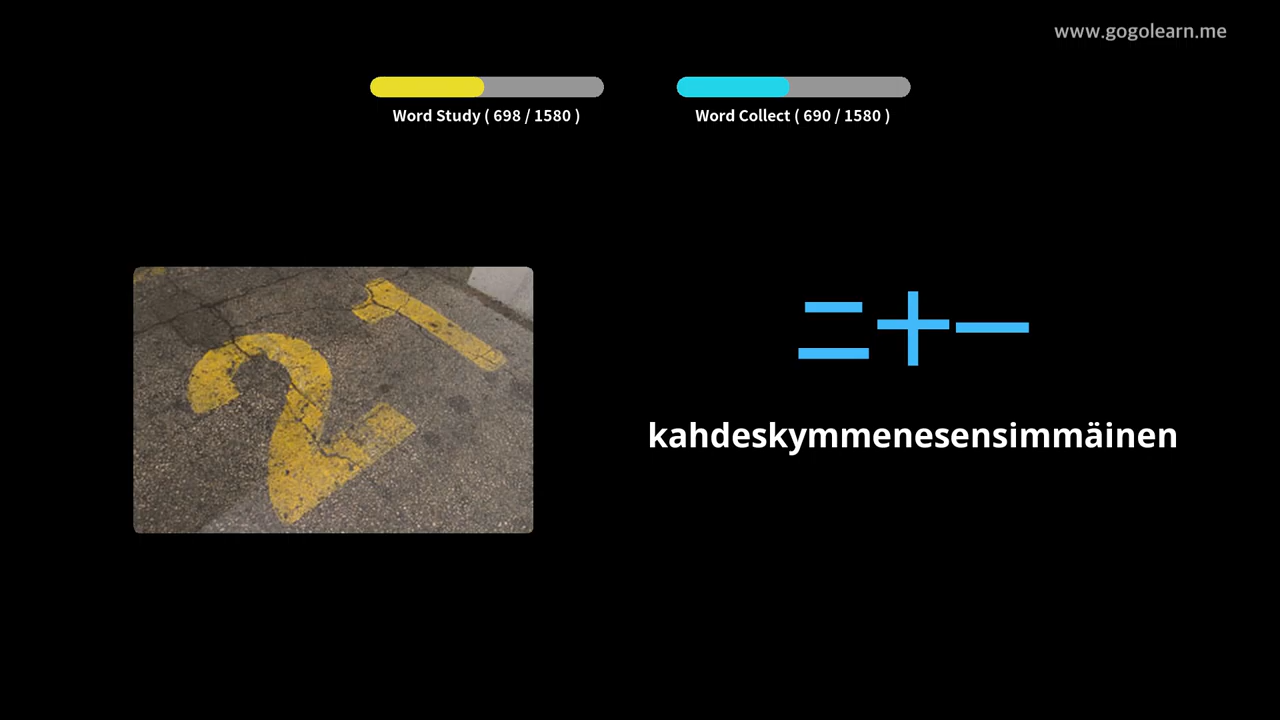 www.gogolearn.me
Word Study ( 698 / 1580 )
Word Collect ( 690 / 1580 )
21
二十一
kahdeskymmenesensimmäinen